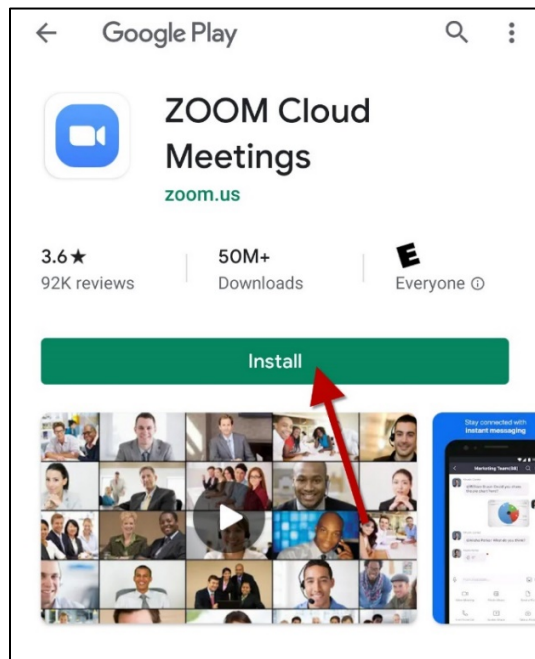 Google Play
ZOOM Cloud
Meetings
zoom.us
3.6★
92K reviews
50M+
Downloads
E
Everyone
Install
Stay connected with
instant messaging